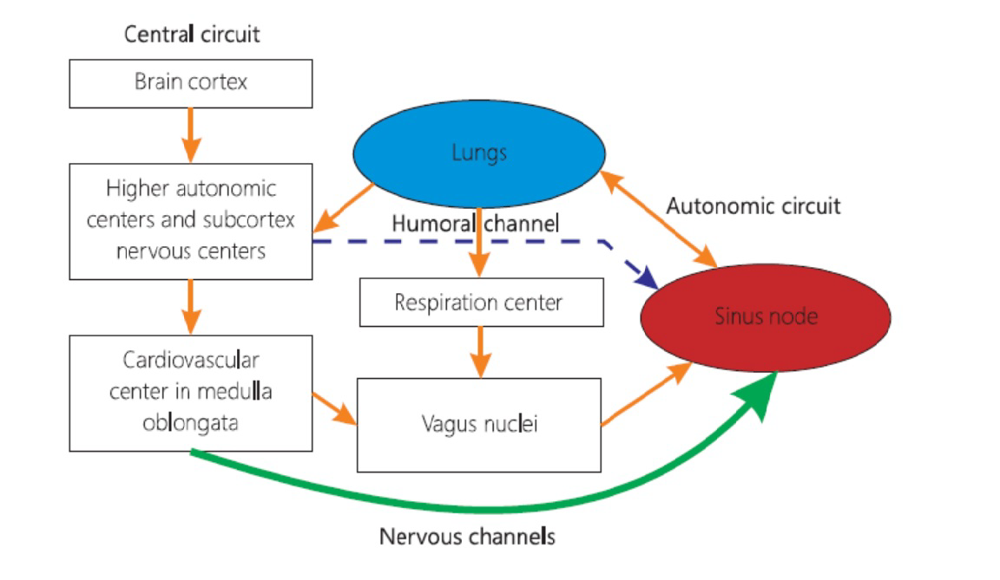 Central circuit
Brain cortex
Higher autonomic
centers and subcortex
nervous centers
Cardiovascular
center in medulla
oblongata
Lungs
Humoral channel
Respiration center
Vagus nuclei
Autonomic circuit
Sinus node
Nervous channels